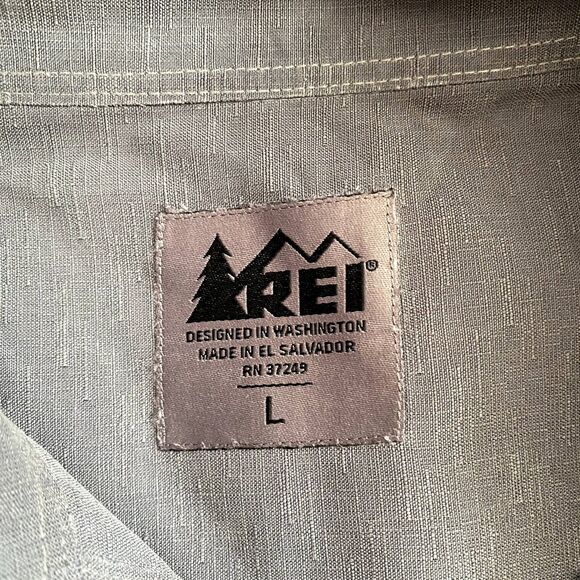 REI®
DESIGNED IN WASHINGTON
MADE IN EL SALVADOR
RN 37249
L